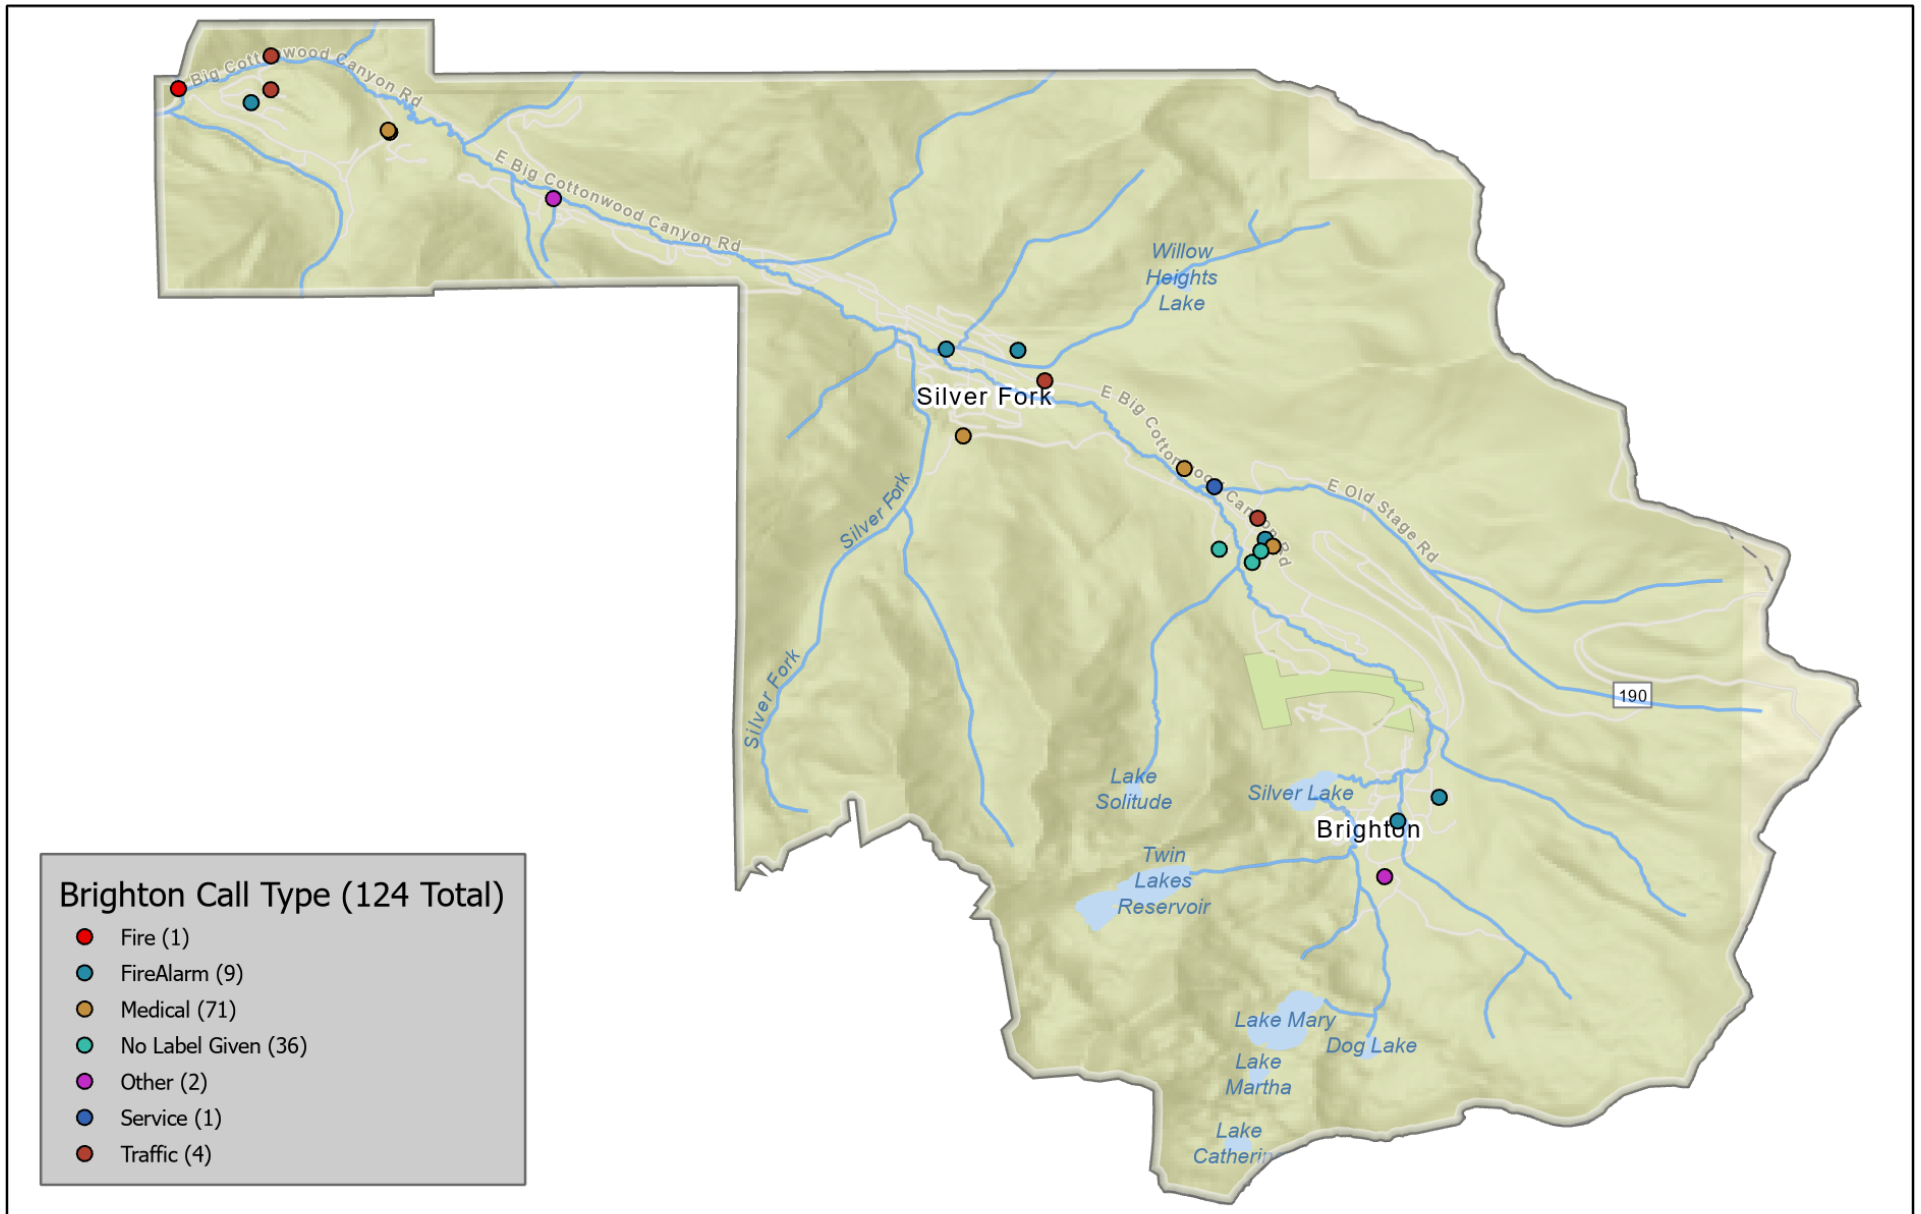 Big Cottonwood Canyon Rd
E Big Cottonwood Canyon Rd
Willow
Heights
Lake
Silver Fork
E Big Cottonwood Canyon Rd
E Old Stage Rd
Silver Fork
Silver Fork
190
Lake
Solitude
Silver Lake
Brighton
Twin
Lakes
Reservoir
Lake Mary
Dog Lake
Lake
Martha
Lake
Catherin
Brighton Call Type (124 Total)
Fire (1)
FireAlarm (9)
Medical (71)
No Label Given (36)
Other (2)
Service (1)
Traffic (4)